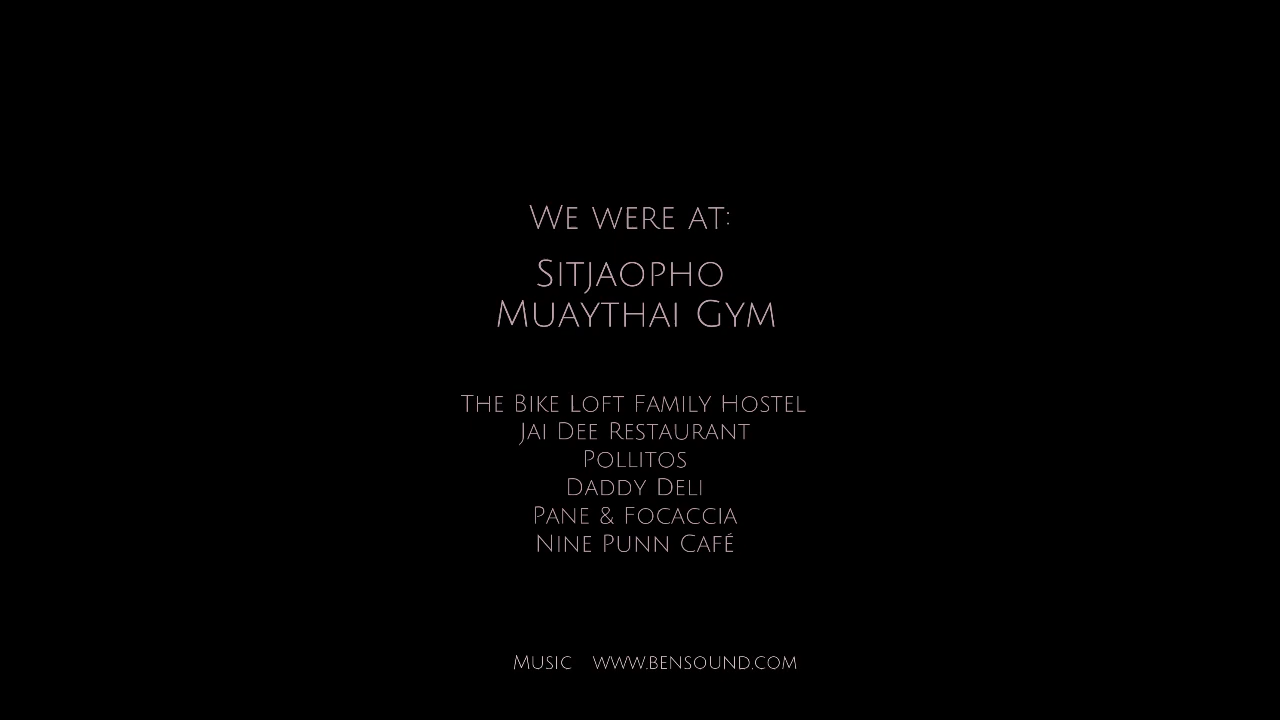 We were at:
Sitjaopho
Muaythai Gym
The Bike Loft Family Hostel
Jai Dee Restaurant
Pollitos
Daddy Deli
Pane & Focaccia
Nine Punn Café
Music www.bensound.com